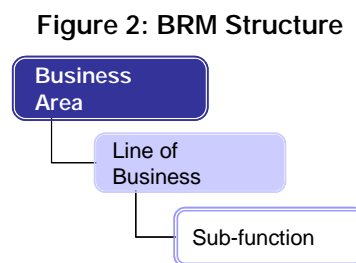 Figure 2: BRM Structure
Business
Area
Line of
Business
Sub-function